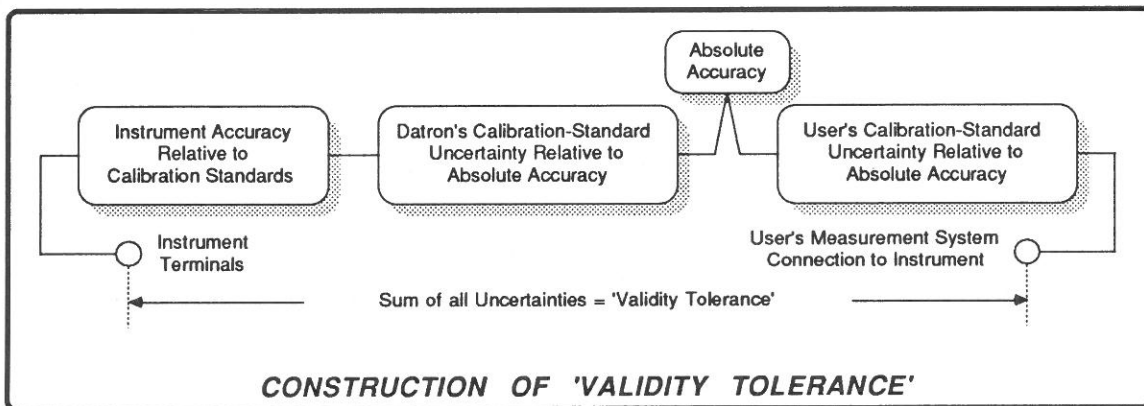 Absolute
Accuracy
Instrument Accuracy
Relative to
Calibration Standards
Datron's Calibration-Standard
Uncertainty Relative to
Absolute Accuracy
User's Calibration-Standard
Uncertainty Relative to
Absolute Accuracy
Instrument
Terminals
User's Measurement System
Connection to Instrument
Sum of all Uncertainties = 'Validity Tolerance'
CONSTRUCTION OF 'VALIDITY TOLERANCE'